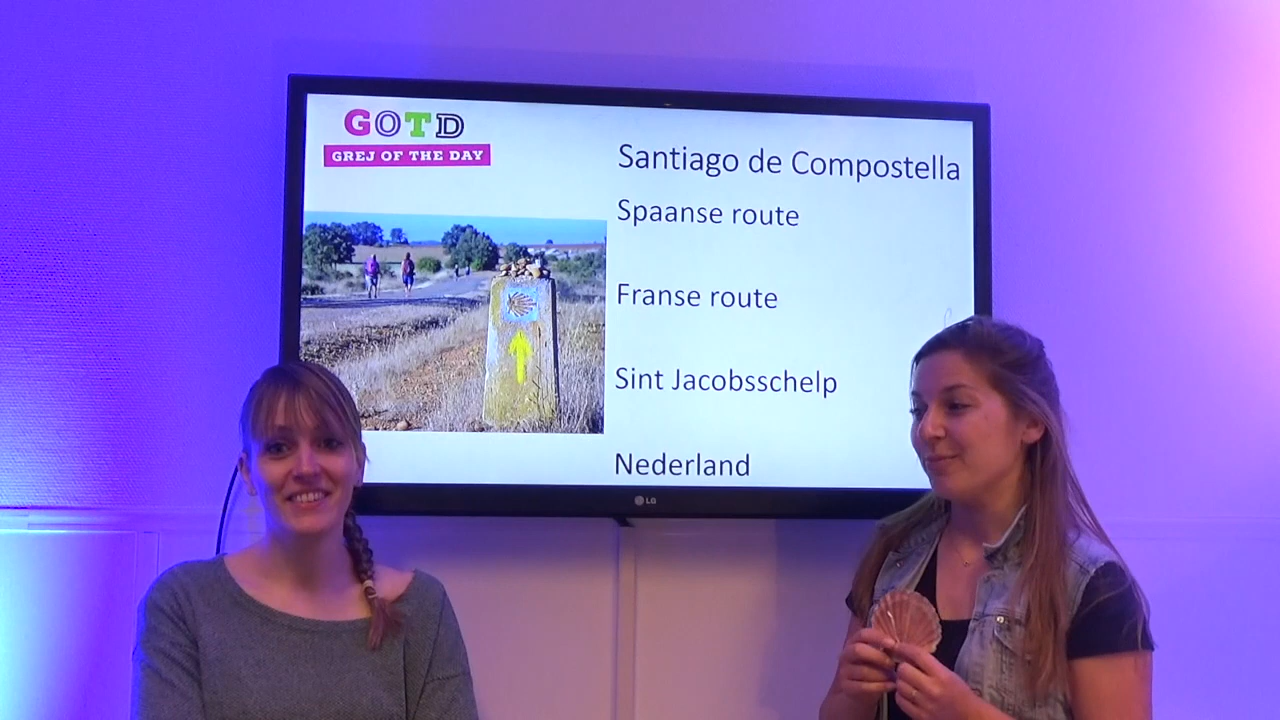 GOTD
GREJ OF THE DAY
Santiago de Compostella
Spaanse route
Franse route
Sint Jacobsschelp
Nederland
LG